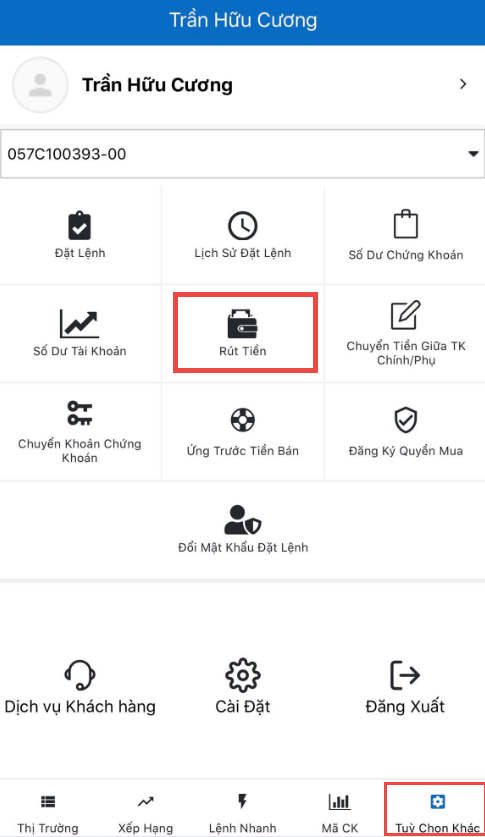 Trần Hữu Cương
Trần Hữu Cương
057C100393-00
Đặt Lệnh
Lịch Sử Đặt Lệnh
Số Dư Chứng Khoán
Số Dư Tài Khoản
Rút Tiền
Chuyển Tiền Giữa TK
Chính/Phụ
Chuyển Khoản Chứng
Khoán
Ứng Trước Tiền Bán
Đăng Ký Quyền Mua
Đổi Mật Khẩu Đặt Lệnh
Dịch vụ Khách hàng
Cài Đặt
Đăng Xuất
Thị Trường
Xếp Hạng
Lệnh Nhanh
Mã CK
Tuỳ Chọn Khác